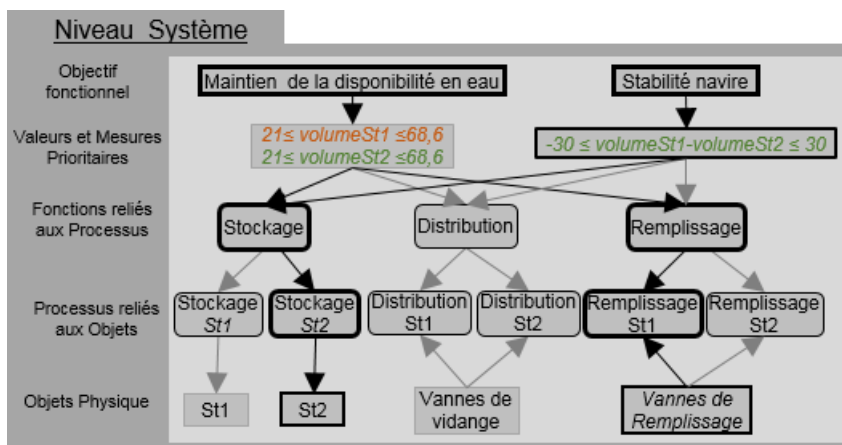 Niveau Système
Objectif
fonctionnel
Maintien de la disponibilité en eau
Stabilité navire
Valeurs et Mesures
Prioritaires
21≤ volumeSt1 ≤68,6
21≤ volumeSt2 ≤68,6
-30 ≤ volumeSt1-volumeSt2 ≤ 30
Fonctions reliés
aux Processus
Stockage
Distribution
Remplissage
Processus reliés
aux Objets
Stockage
St1
Stockage
St2
Distribution
St1
Distribution
St2
Remplissage
St1
Remplissage
St2
Objets Physique
St1
St2
Vannes de
vidange
Vannes de
Remplissage